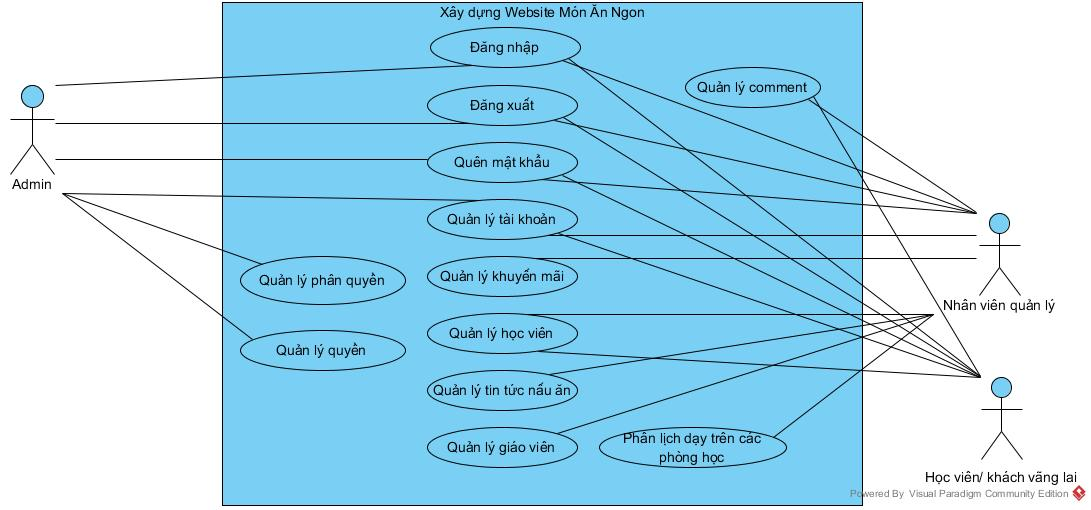 Xây dựng Website Món Ăn Ngon
Đăng nhập
Quản lý comment
Đăng xuất
Quên mật khẩu
Admin
Quản lý tài khoản
Quản lý phân quyền
Quản lý khuyến mãi
Nhân viên quản lý
Quản lý học viên
Quản lý quyền
Quản lý tin tức nấu ăn
Quản lý giáo viên
Phân lịch dạy trên các
phòng học
Học viên/ khách vãng lai
Powered By Visual Paradigm Community Edition